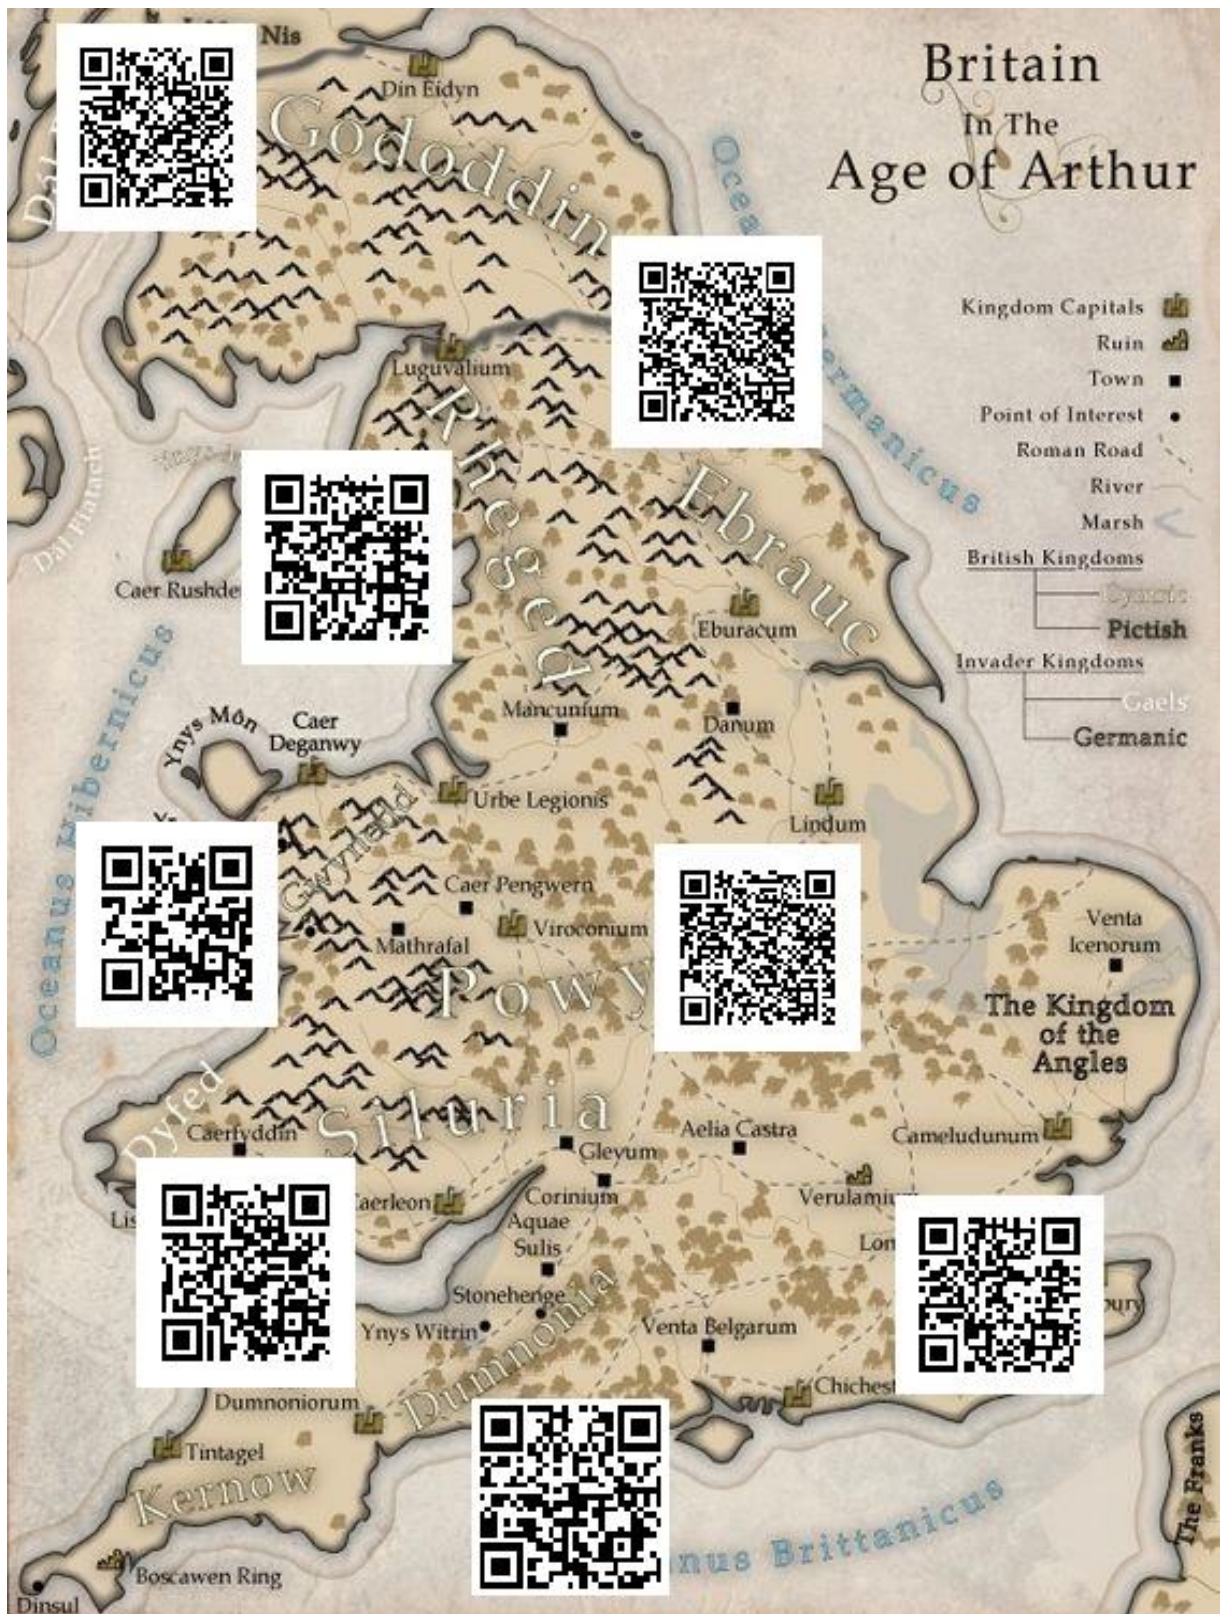 Nis
Din Eidyn
Gododdin
Britain
In The
Age of Arthur
Kingdom Capitals
Ruin
Town
Point of Interest
Roman Road
River
Marsh
British Kingdoms
Cymric
Pictish
Invader Kingdoms
Gaels
Germanic
Luguvalium
Rheged
Ebrauc
Dál Fiatach
Eburacum
Oceanus Hibernicus
Mancunium
Danum
Ynys Môn
Caer
Deganwy
Urbe Legionis
Lindum
Gwynedd
Caer Pengwern
Viroconium
Mathrafal
Venta
Icenorum
The Kingdom
of the
Angles
Dyfed
Siluria
Caerfyddin
Glevum
Aelia Castra
Cameludunum
Corinium
Aquae
Sulis
Stonehenge
Ynys Witrin
Venta Belgarum
Dumnonia
Dumnoniorum
Tintagel
Kernow
Brittanicus
The Franks
Boscawen Ring
Dinsul